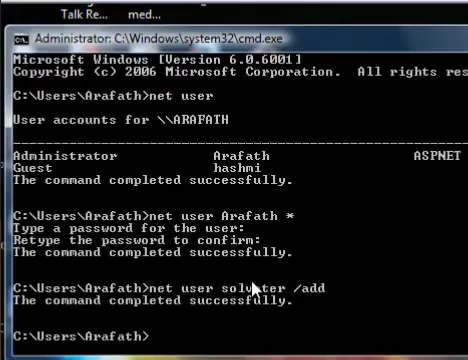 Talk Re... med...
Administrator: C:\Windows\system32\cmd.exe
Microsoft Windows [Version 6.0.6001]
Copyright (c) 2006 Microsoft Corporation. All rights res
C:\Users\Arafath>net user
User accounts for \\ARAFATH
-------------------------------------------------------------------------------
Administrator Arafath ASPNET
Guest hashmi
The command completed successfully.
C:\Users\Arafath>net user Arafath *
Type a password for the user:
Retype the password to confirm:
The command completed successfully.
C:\Users\Arafath>net user /add
The command completed successfully.
C:\Users\Arafath>